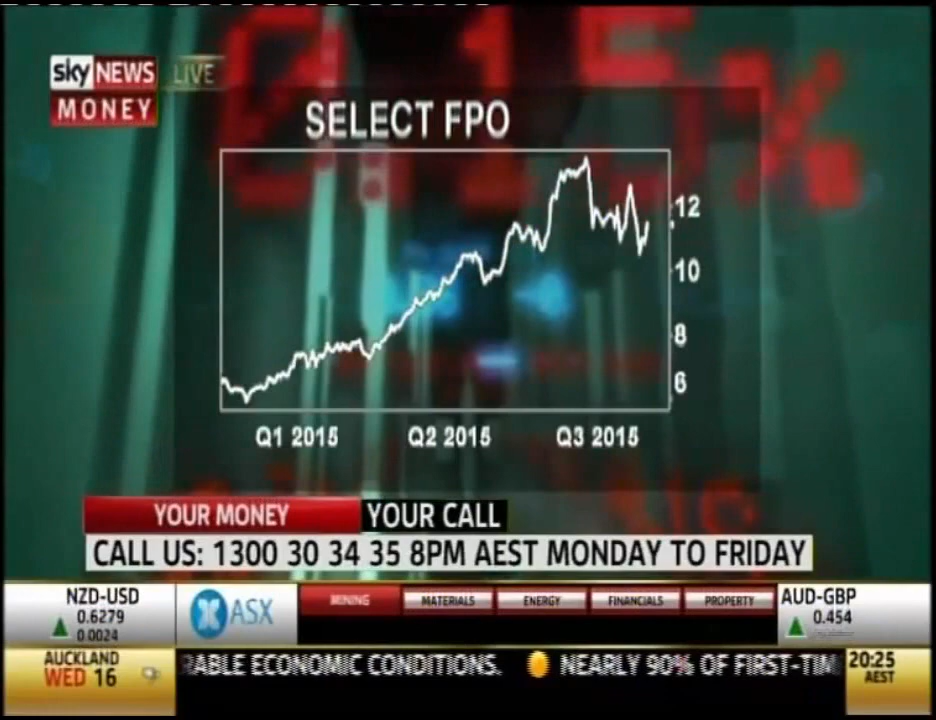 sky NEWS LIVE
MONEY
0.15%
SELECT FPO
12
10
8
6
Q1 2015 Q2 2015 Q3 2015
YOUR MONEY YOUR CALL
CALL US: 1300 30 34 35 8PM AEST MONDAY TO FRIDAY
NZD-USD
0.6279
0.0024
ASX
MINING MATERIALS ENERGY FINANCIALS PROPERTY
AUD-GBP
0.454
AUCKLAND
WED 16
RABLE ECONOMIC CONDITIONS. NEARLY 90% OF FIRST-TIM
20:25
AEST